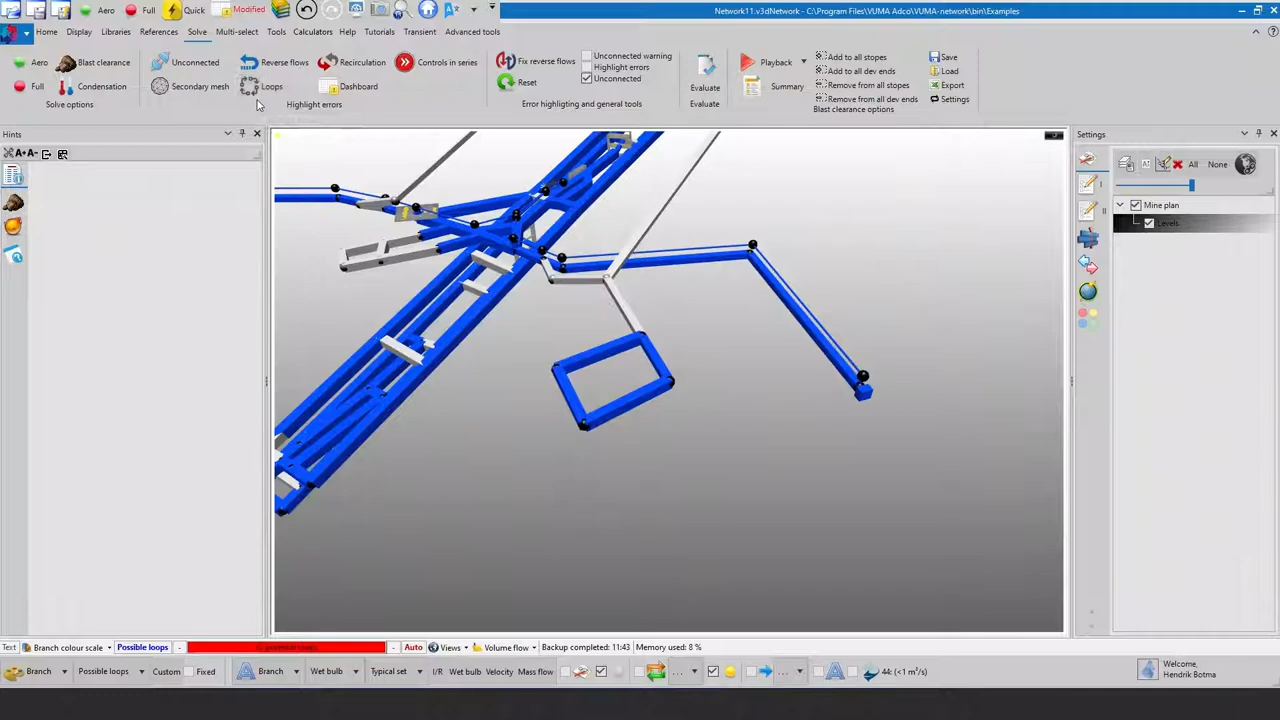 Aero Full Quick Modified
Network11.v3dNetwork - C:\Program Files\VUMA Adco\VUMA-network\bin\Examples
Home Display Libraries References Solve Multi-select Tools Calculators Help Tutorials Transient Advanced tools
Aero Blast clearance
Full Condensation
Solve options
Unconnected Reverse flows Recirculation Controls in series
Secondary mesh Loops Dashboard
Highlight errors
Fix reverse flows
Reset
Unconnected warning
Highlight errors
Unconnected
Error higligting and general tools
Evaluate
Evaluate
Playback
Summary
Add to all stopes
Add to all dev ends
Remove from all stopes
Remove from all dev ends
Save
Load
Export
Settings
Blast clearance options
Hints
A+A-
Settings
All None
Mine plan
Levels
Text Branch colour scale Possible loops - - Auto Views Volume flow Backup completed: 11:43 Memory used: 8 %
Branch Possible loops Custom Fixed Branch Wet bulb Typical set I/R Wet bulb Velocity Mass flow ... ... 44: (<1 m³/s)
Welcome,
Hendrik Botma